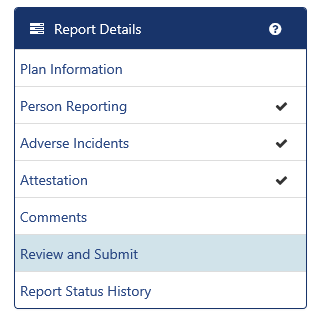 Report Details
Plan Information
Person Reporting
Adverse Incidents
Attestation
Comments
Review and Submit
Report Status History